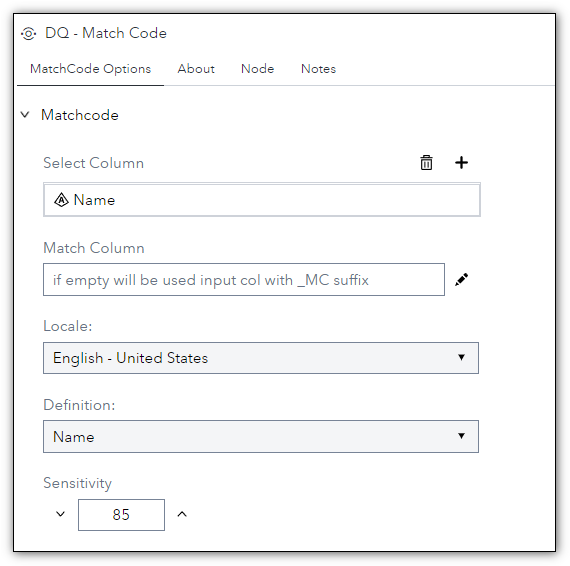 DQ - Match Code
MatchCode Options About Node Notes
Matchcode
Select Column
Name
Match Column
if empty will be used input col with _MC suffix
Locale:
English - United States
Definition:
Name
Sensitivity
85